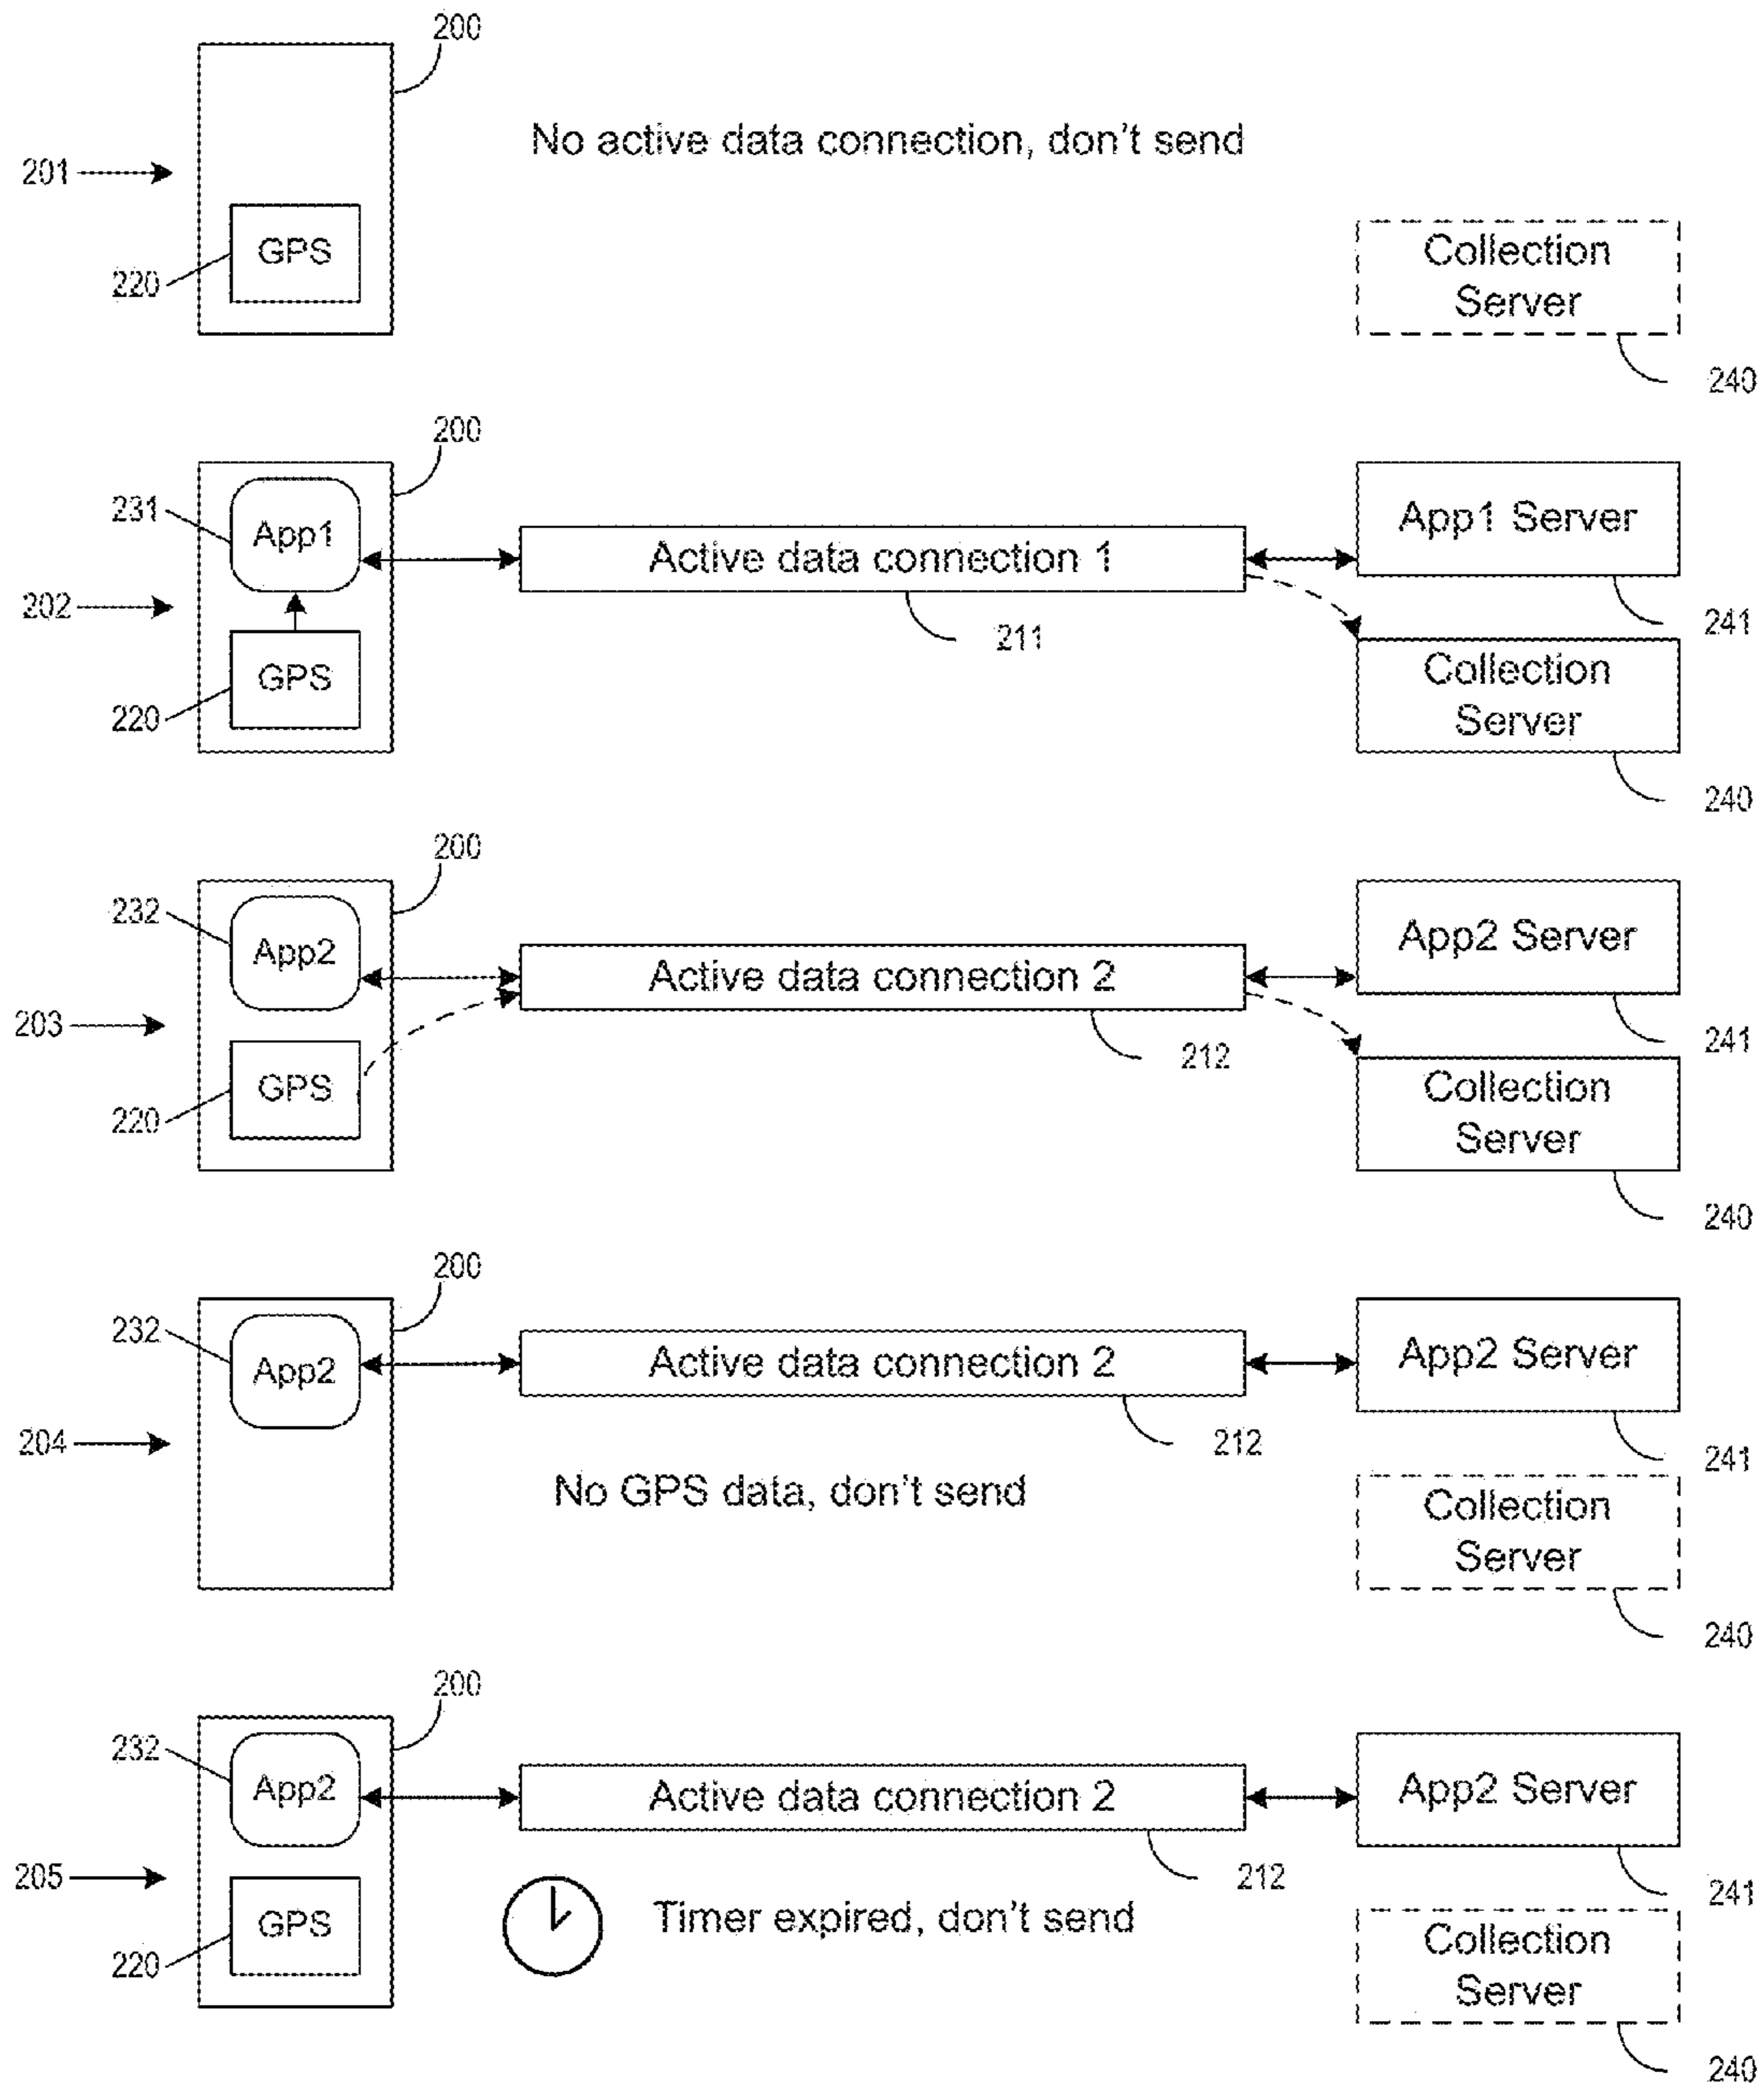 200
No active data connection, don't send
201
GPS
220
Collection
Server
240
200
231
App1
Active data connection 1
App1 Server
202
211
241
GPS
220
Collection
Server
240
200
232
App2
Active data connection 2
App2 Server
203
212
241
GPS
220
Collection
Server
240
200
232
App2
Active data connection 2
App2 Server
204
212
241
No GPS data, don't send
Collection
Server
240
200
232
App2
Active data connection 2
App2 Server
205
212
241
GPS
220
Timer expired, don't send
Collection
Server
240